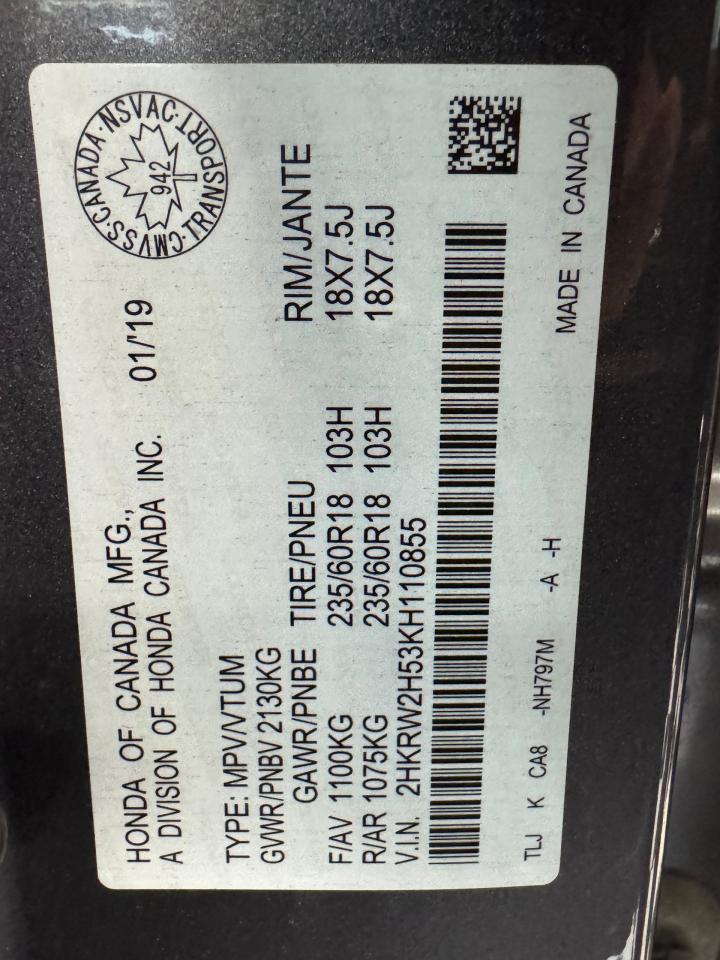 HONDA OF CANADA MFG.,
A DIVISION OF HONDA CANADA INC. 01/'19
CMVSS·CANADA·NSVAC·TRANSPORT·
942
TYPE: MPV/VTUM
GVWR/PNBV 2130KG
GAWR/PNBE TIRE/PNEU RIM/JANTE
F/AV 1100KG 235/60R18 103H 18X7.5J
R/AR 1075KG 235/60R18 103H 18X7.5J
V.I.N. 2HKRW2H53KH110855
TLJ K CA8 -NH797M -A -H MADE IN CANADA